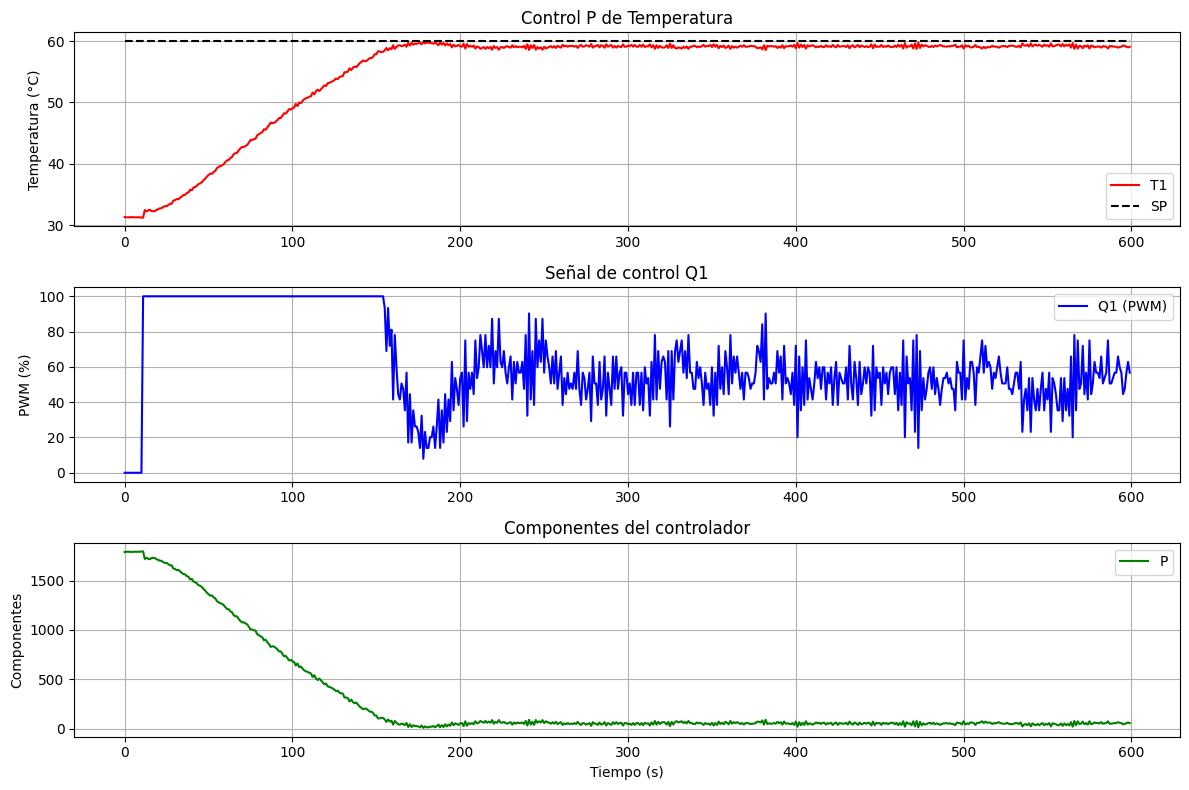 Control P de Temperatura
Temperatura (°C)
60
50
40
30
T1
SP
0 100 200 300 400 500 600
Señal de control Q1
PWM (%)
100
80
60
40
20
0
Q1 (PWM)
0 100 200 300 400 500 600
Componentes del controlador
Componentes
1500
1000
500
0
P
0 100 200 300 400 500 600
Tiempo (s)